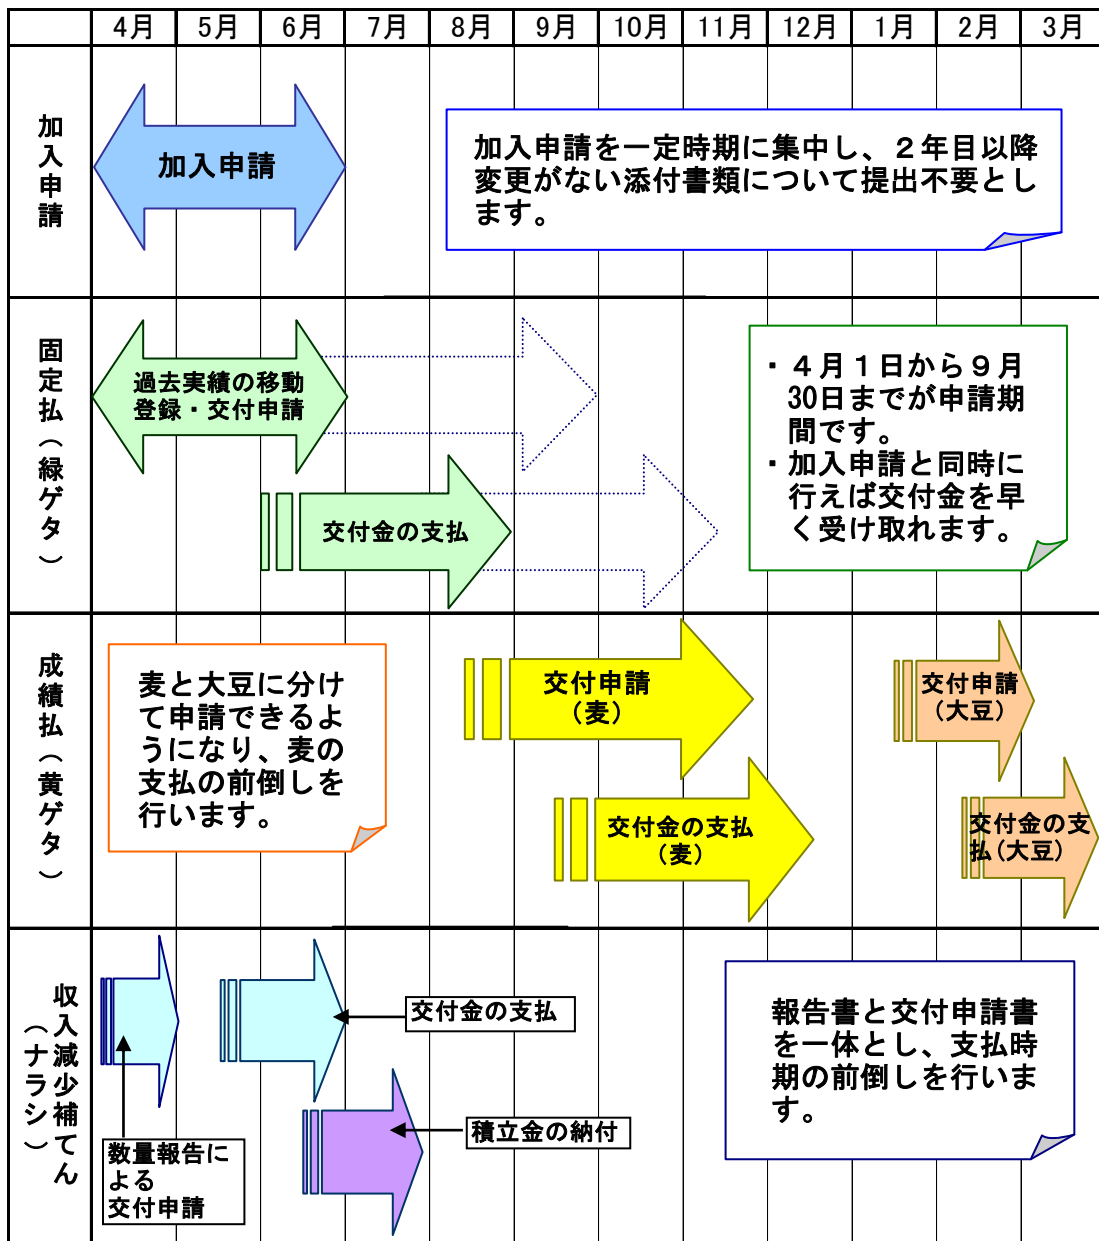 4月 5月 6月 7月 8月 9月 10月 11月 12月 1月 2月 3月
加入申請
加入申請
加入申請を一定時期に集中し、２年目以降
変更がない添付書類について提出不要とし
ます。
固定払（緑ゲタ）
過去実績の移動
登録・交付申請
交付金の支払
・４月１日から９月
30日までが申請期
間です。
・加入申請と同時に
行えば交付金を早
く受け取れます。
成績払（黄ゲタ）
麦と大豆に分け
て申請できるよ
うになり、麦の
支払の前倒しを
行います。
交付申請
（麦）
交付金の支払
（麦）
交付申請
（大豆）
交付金の支
払（大豆）
収入減少補てん
（ナラシ）
数量報告に
よる
交付申請
交付金の支払
積立金の納付
報告書と交付申請書
を一体とし、支払時
期の前倒しを行いま
す。